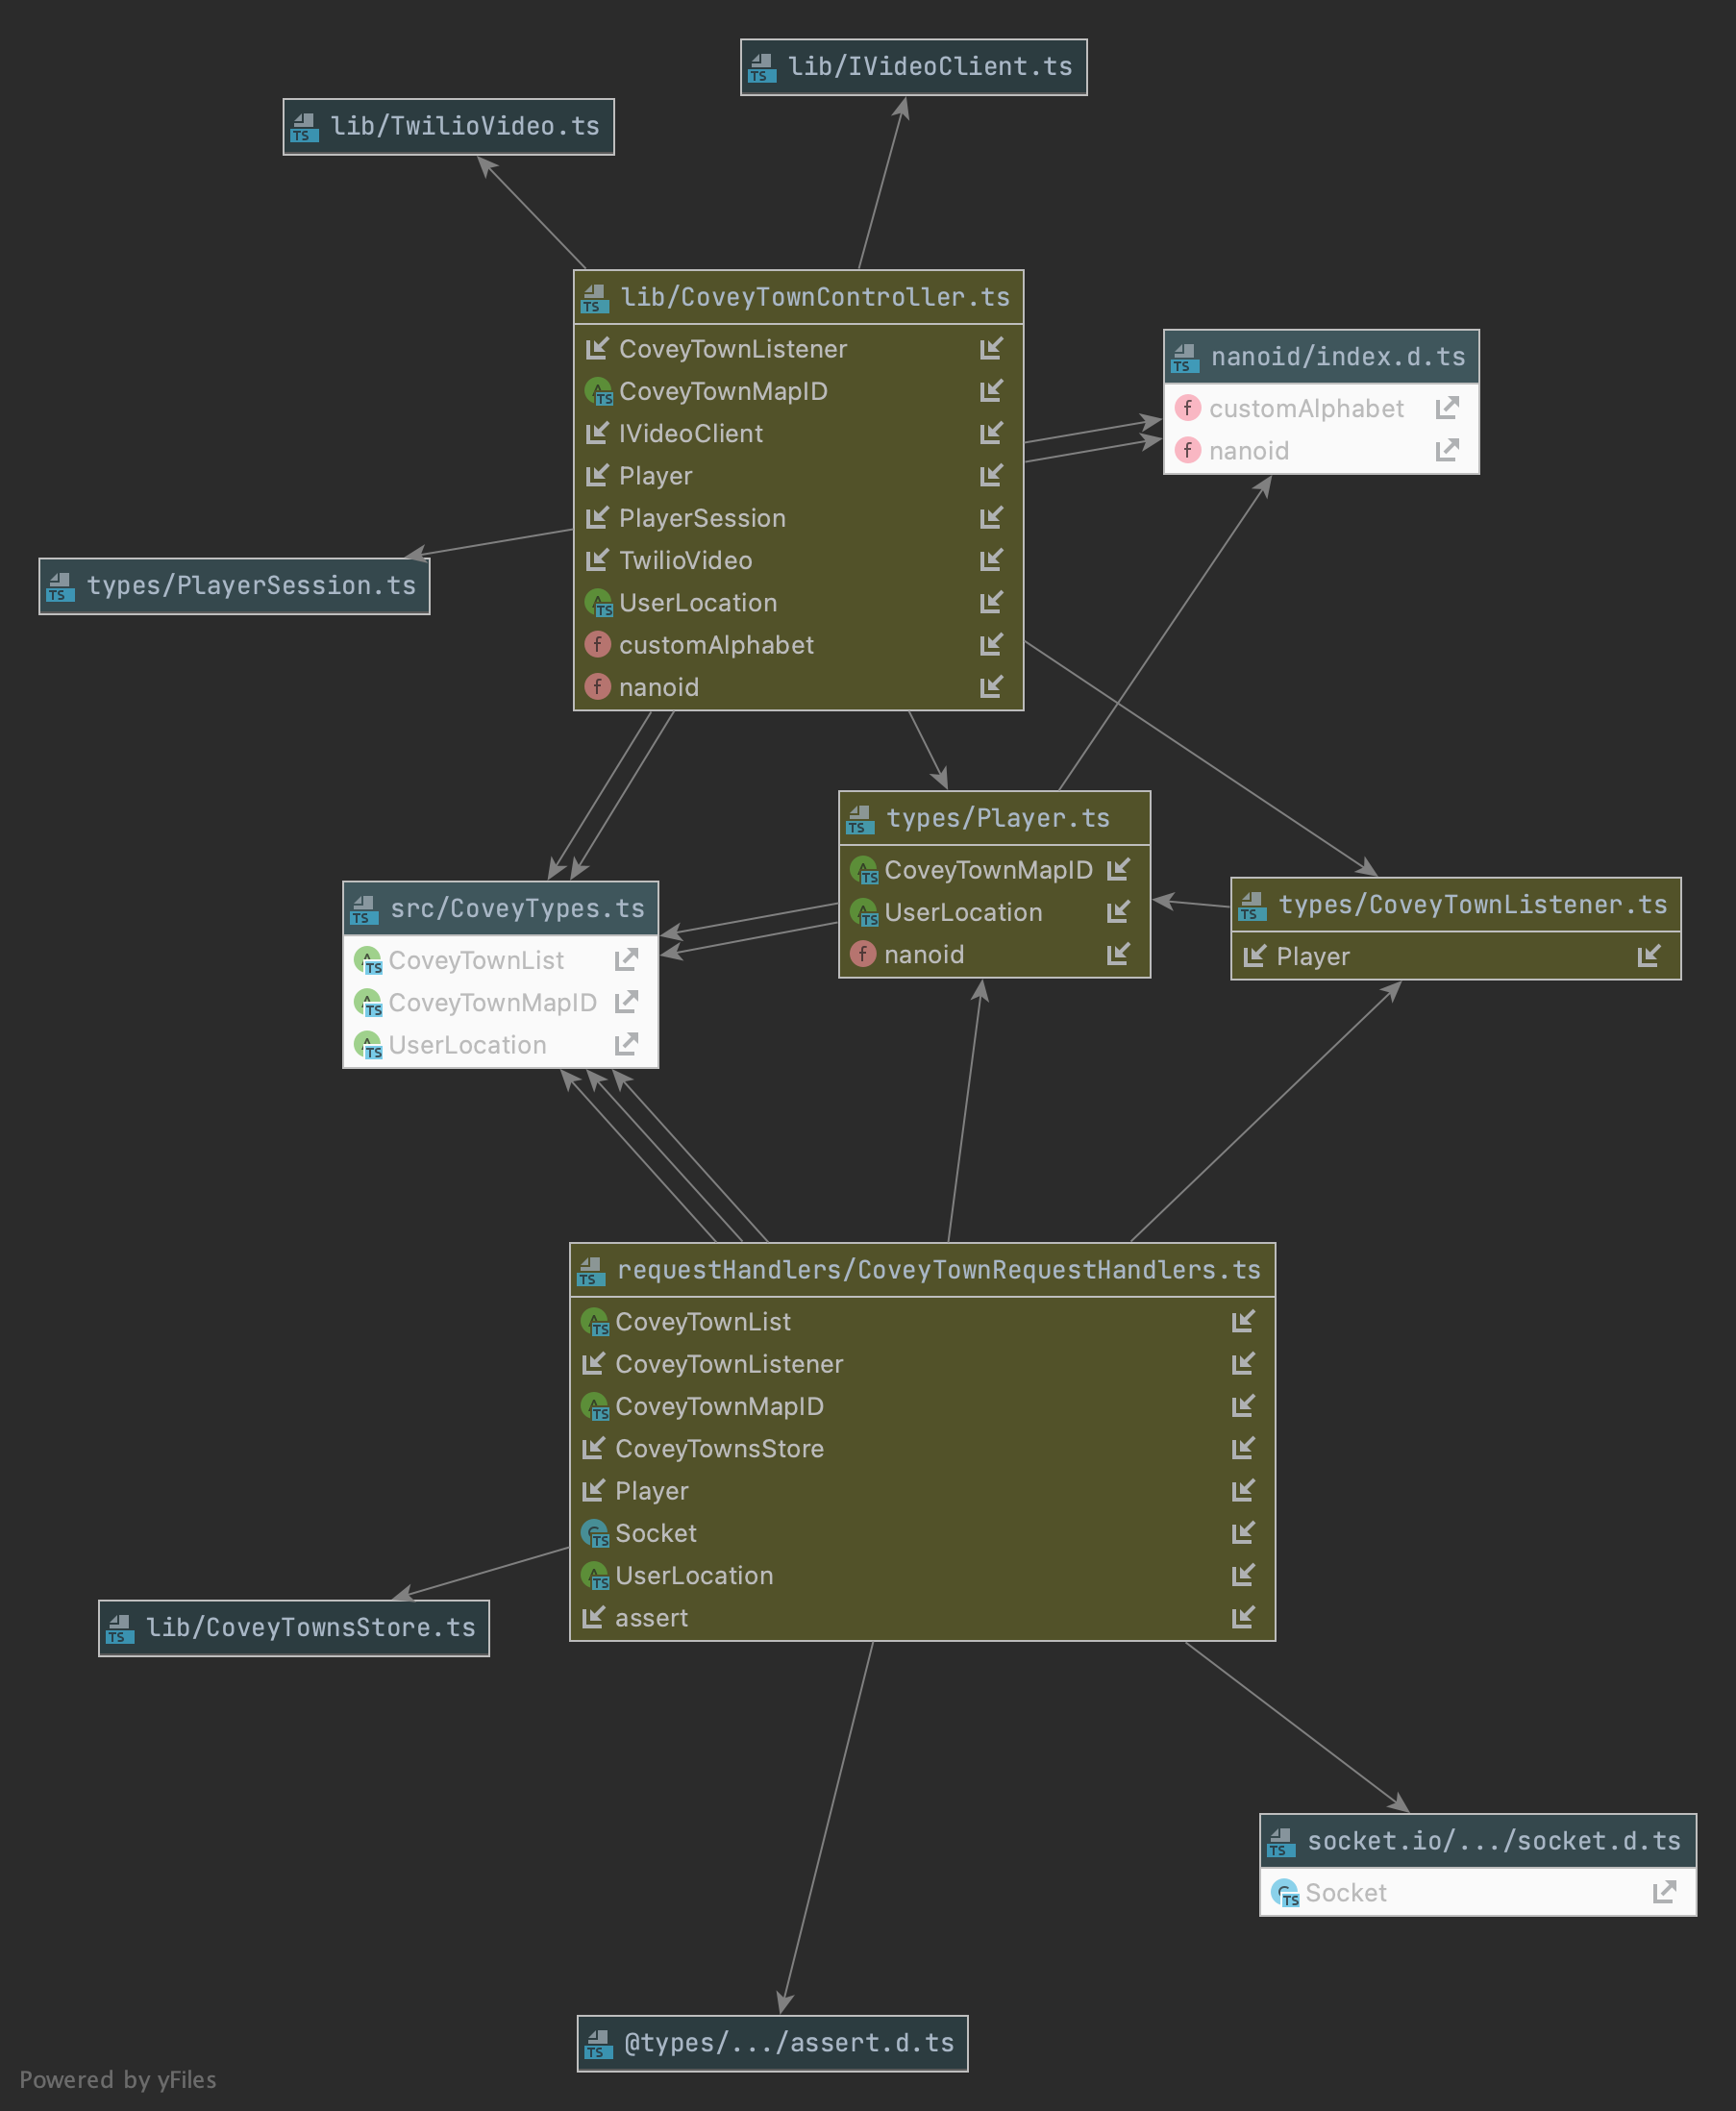 lib/IVideoClient.ts
lib/TwilioVideo.ts
lib/CoveyTownController.ts
CoveyTownListener
CoveyTownMapID
IVideoClient
Player
PlayerSession
TwilioVideo
UserLocation
customAlphabet
nanoid
nanoid/index.d.ts
customAlphabet
nanoid
types/PlayerSession.ts
types/Player.ts
CoveyTownMapID
UserLocation
nanoid
src/CoveyTypes.ts
CoveyTownList
CoveyTownMapID
UserLocation
types/CoveyTownListener.ts
Player
requestHandlers/CoveyTownRequestHandlers.ts
CoveyTownList
CoveyTownListener
CoveyTownMapID
CoveyTownsStore
Player
Socket
UserLocation
assert
lib/CoveyTownsStore.ts
socket.io/.../socket.d.ts
Socket
@types/.../assert.d.ts
Powered by yFiles